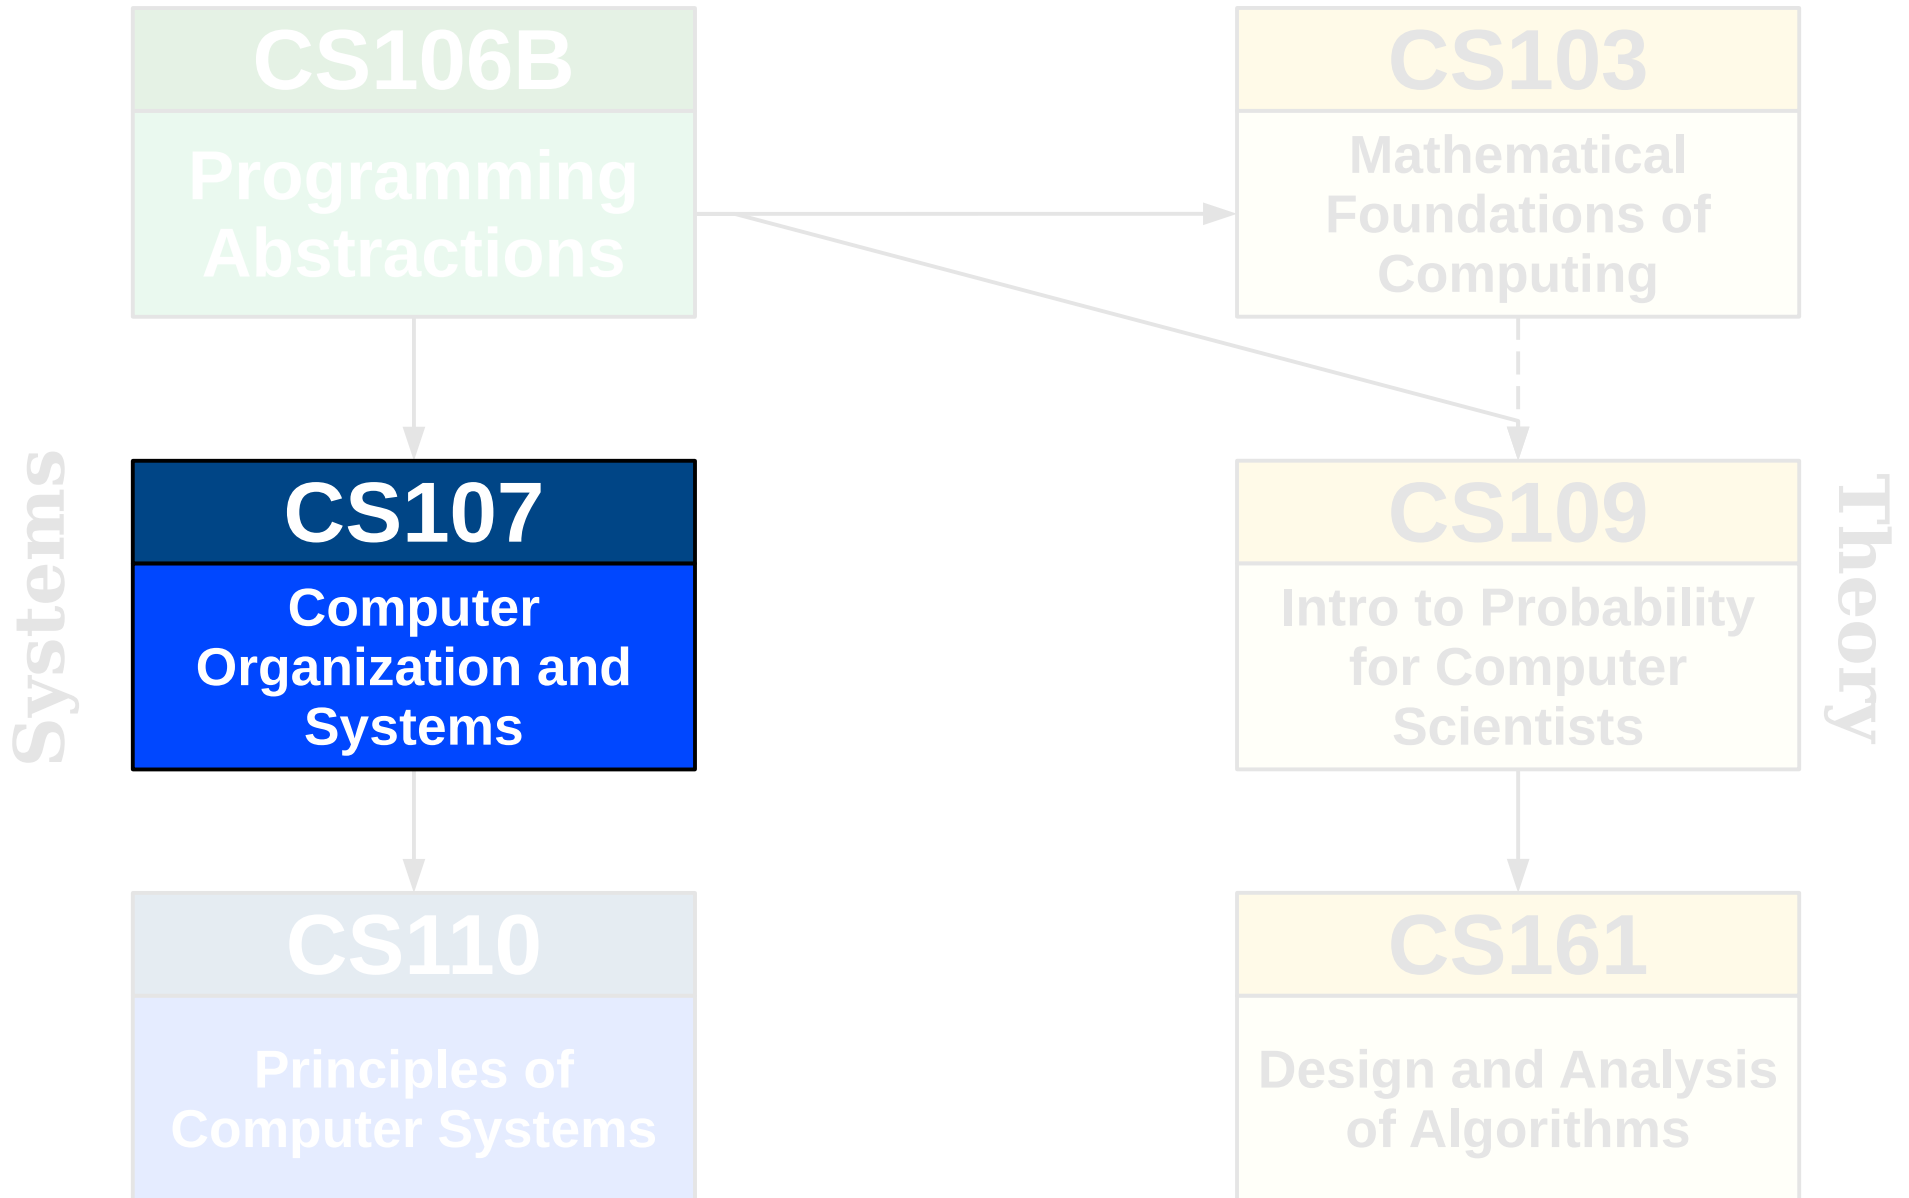 CS106B
Programming
Abstractions
CS103
Mathematical
Foundations of
Computing
Systems
CS107
Computer
Organization and
Systems
CS109
Intro to Probability
for Computer
Scientists
Theory
CS110
Principles of
Computer Systems
CS161
Design and Analysis
of Algorithms